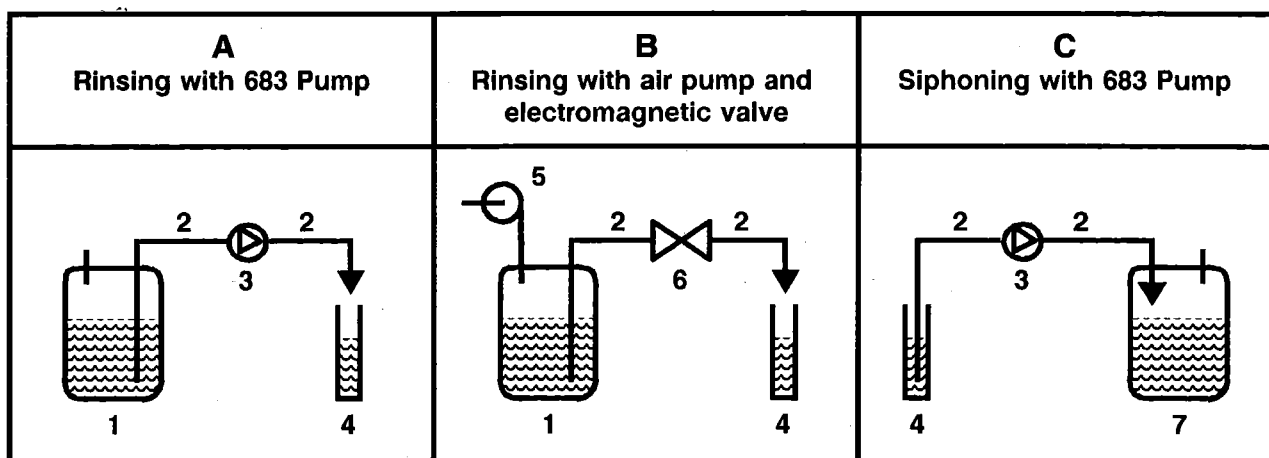 A
Rinsing with 683 Pump
B
Rinsing with air pump and
electromagnetic valve
C
Siphoning with 683 Pump
2 2
3
1 4
5
2 2
6
1 4
2 2
3
4 7